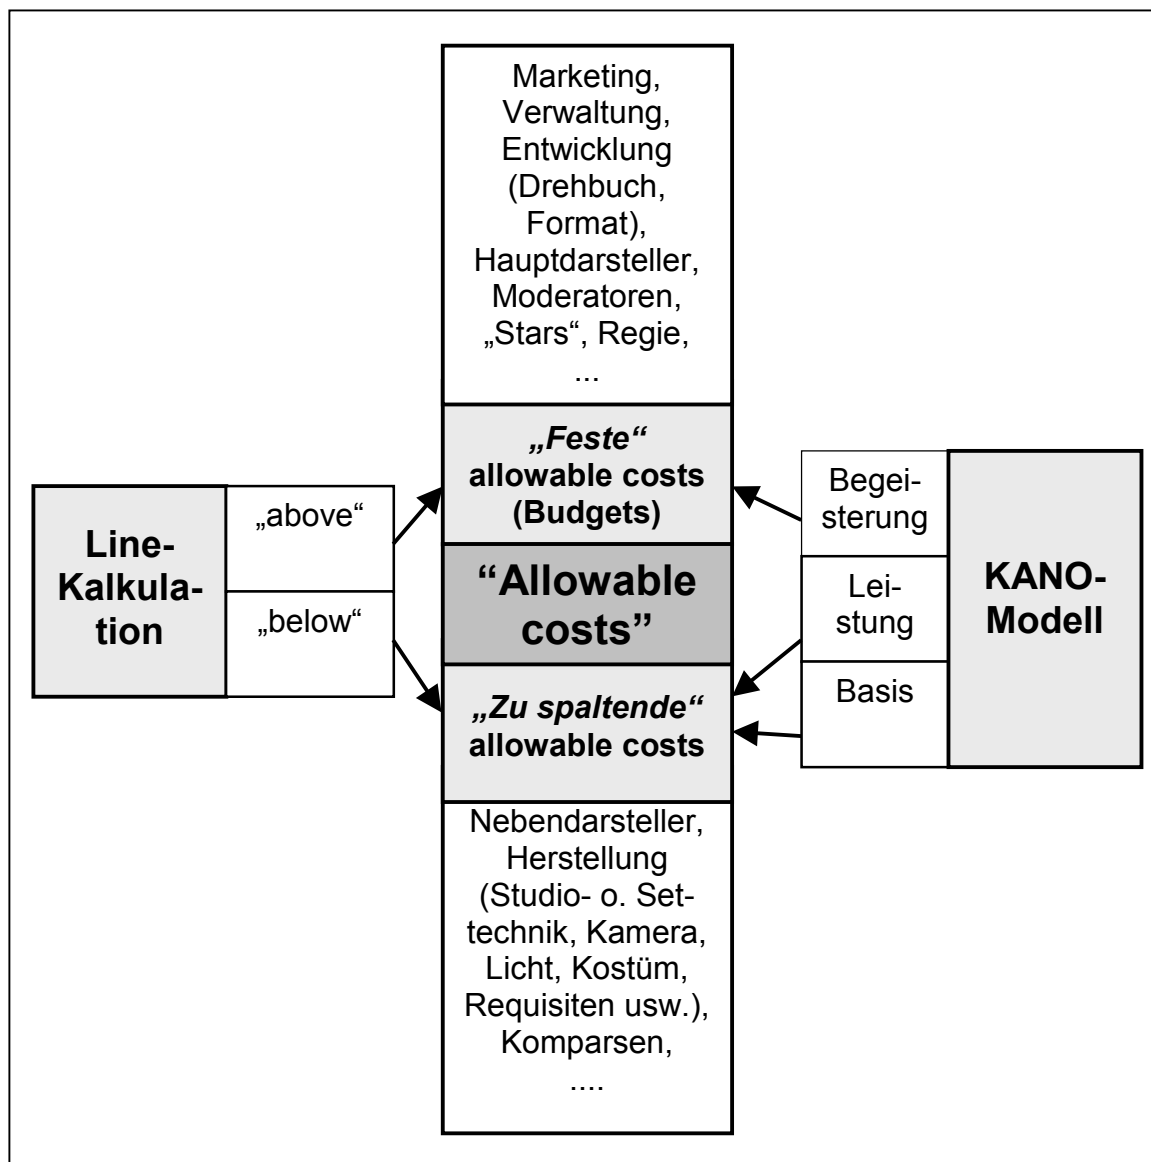 Marketing,
Verwaltung,
Entwicklung
(Drehbuch,
Format),
Hauptdarsteller,
Moderatoren,
„Stars“, Regie,
...
„Feste“
allowable costs
(Budgets)
“Allowable
costs”
„Zu spaltende“
allowable costs
Nebendarsteller,
Herstellung
(Studio- o. Set-
technik, Kamera,
Licht, Kostüm,
Requisiten usw.),
Komparsen,
....
Line-
Kalkula-
tion
„above“
„below“
Begei-
sterung
Lei-
stung
Basis
KANO-
Modell